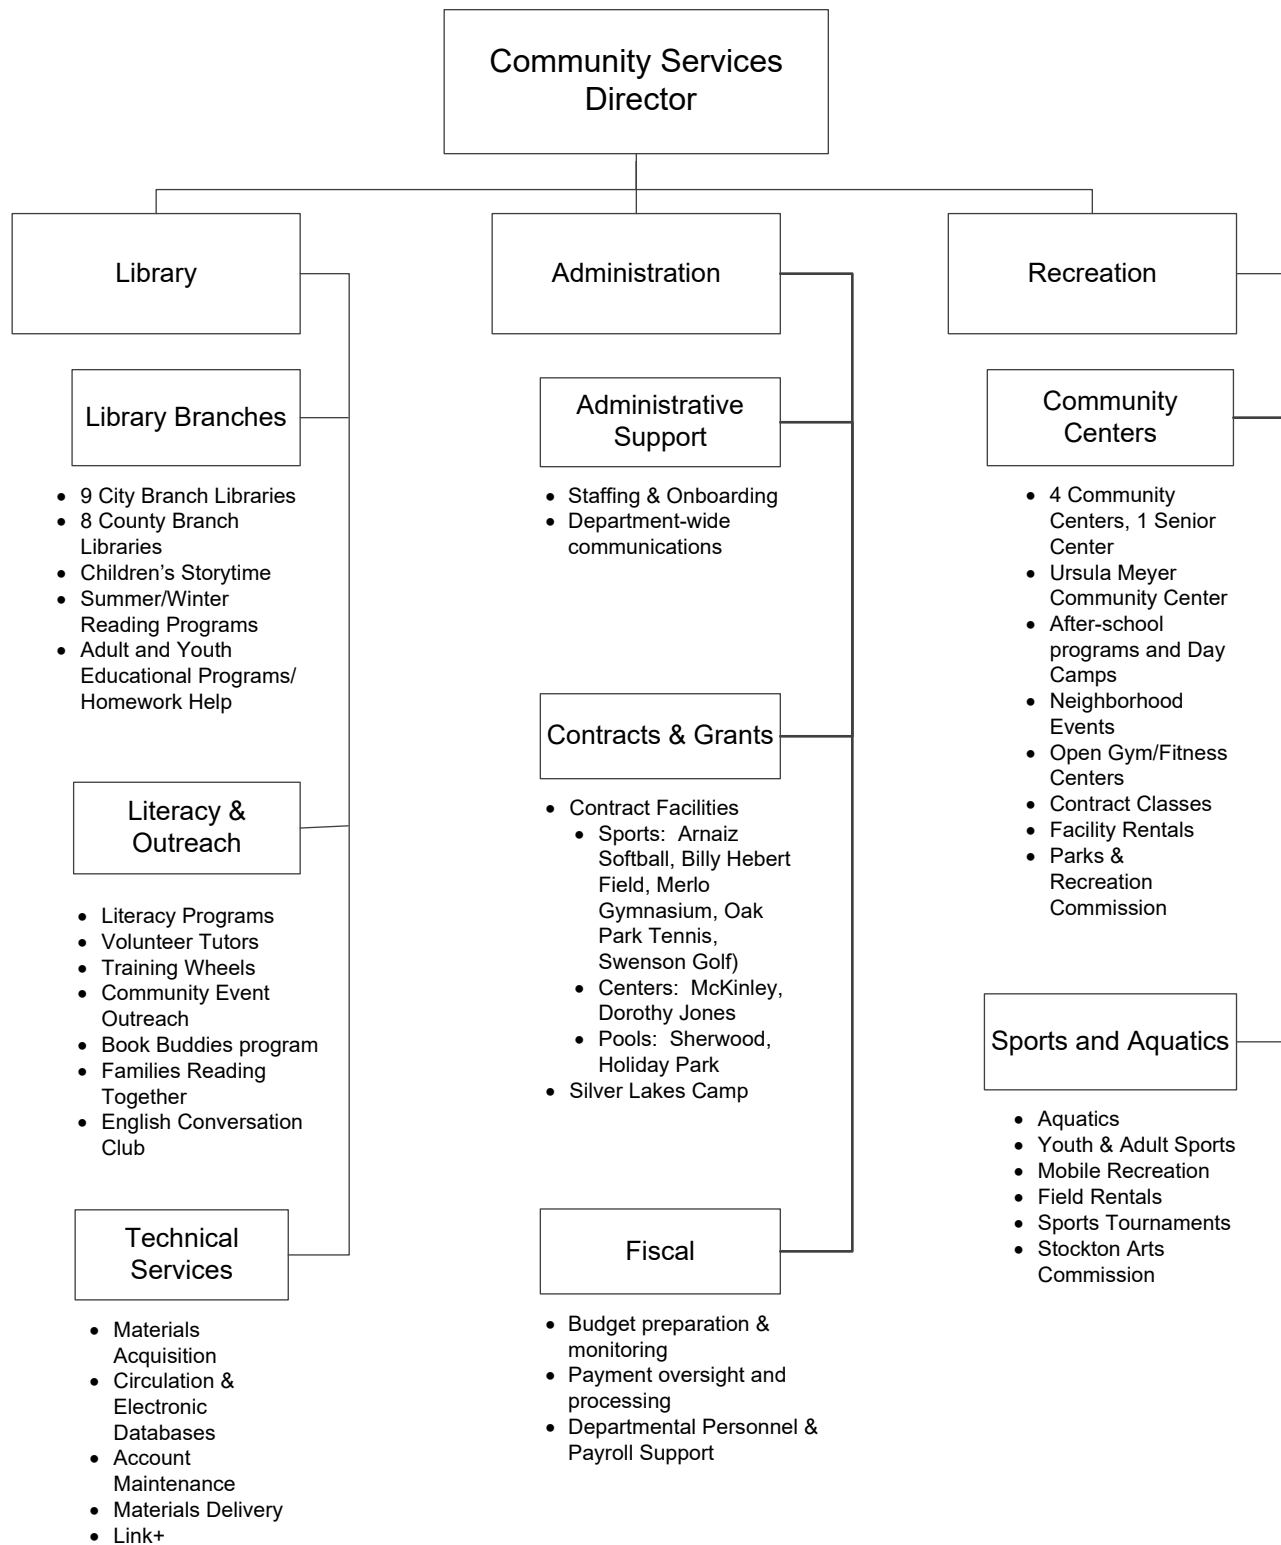 Community Services
Director
Library
Library Branches
• 9 City Branch Libraries
• 8 County Branch
Libraries
• Children’s Storytime
• Summer/Winter
Reading Programs
• Adult and Youth
Educational Programs/
Homework Help
Literacy &
Outreach
• Literacy Programs
• Volunteer Tutors
• Training Wheels
• Community Event
Outreach
• Book Buddies program
• Families Reading
Together
• English Conversation
Club
Technical
Services
• Materials
Acquisition
• Circulation &
Electronic
Databases
• Account
Maintenance
• Materials Delivery
• Link+
Administration
Administrative
Support
• Staffing & Onboarding
• Department-wide
communications
Contracts & Grants
• Contract Facilities
• Sports:  Arnaiz
Softball, Billy Hebert
Field, Merlo
Gymnasium, Oak
Park Tennis,
Swenson Golf)
• Centers:  McKinley,
Dorothy Jones
• Pools:  Sherwood,
Holiday Park
• Silver Lakes Camp
Fiscal
• Budget preparation &
monitoring
• Payment oversight and
processing
• Departmental Personnel &
Payroll Support
Recreation
Community
Centers
• 4 Community
Centers, 1 Senior
Center
• Ursula Meyer
Community Center
• After-school
programs and Day
Camps
• Neighborhood
Events
• Open Gym/Fitness
Centers
• Contract Classes
• Facility Rentals
• Parks &
Recreation
Commission
Sports and Aquatics
• Aquatics
• Youth & Adult Sports
• Mobile Recreation
• Field Rentals
• Sports Tournaments
• Stockton Arts
Commission